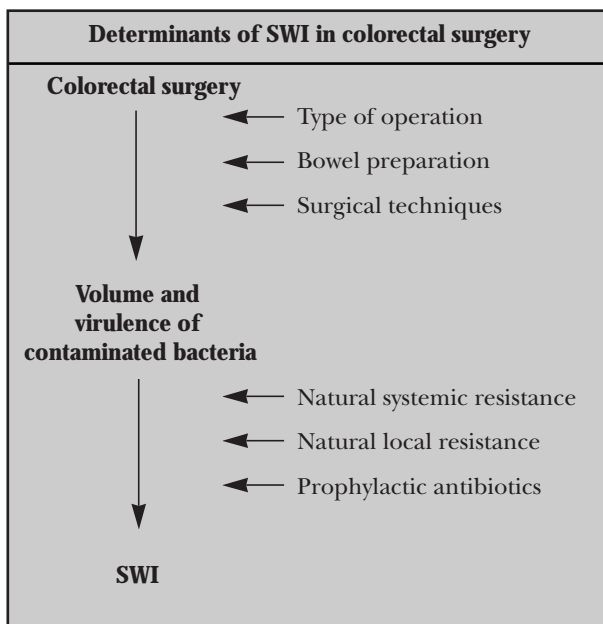 Determinants of SWI in colorectal surgery
Colorectal surgery
Type of operation
Bowel preparation
Surgical techniques
Volume and
virulence of
contaminated bacteria
Natural systemic resistance
Natural local resistance
Prophylactic antibiotics
SWI